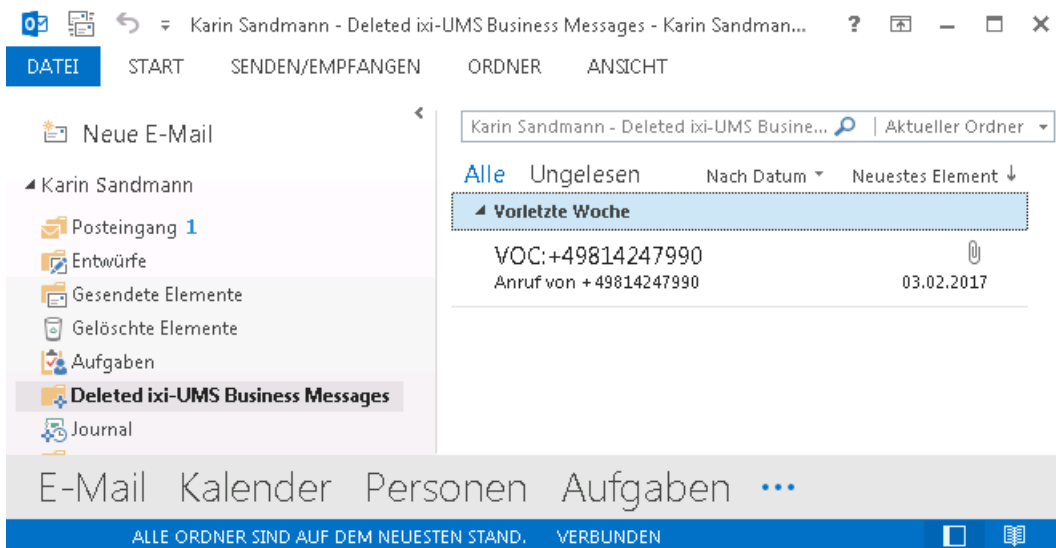 Karin Sandmann - Deleted ixi-UMS Business Messages - Karin Sandman... ?
DATEI START SENDEN/EMPFANGEN ORDNER ANSICHT
Neue E-Mail
Karin Sandmann
Posteingang 1
Entwürfe
Gesendete Elemente
Gelöschte Elemente
Aufgaben
Deleted ixi-UMS Business Messages
Journal
Karin Sandmann - Deleted ixi-UMS Busine... Aktueller Ordner
Alle Ungelesen Nach Datum Neuestes Element
Vorletzte Woche
VOC:+49814247990
Anruf von +49814247990 03.02.2017
E-Mail Kalender Personen Aufgaben ...
ALLE ORDNER SIND AUF DEM NEUESTEN STAND. VERBUNDEN